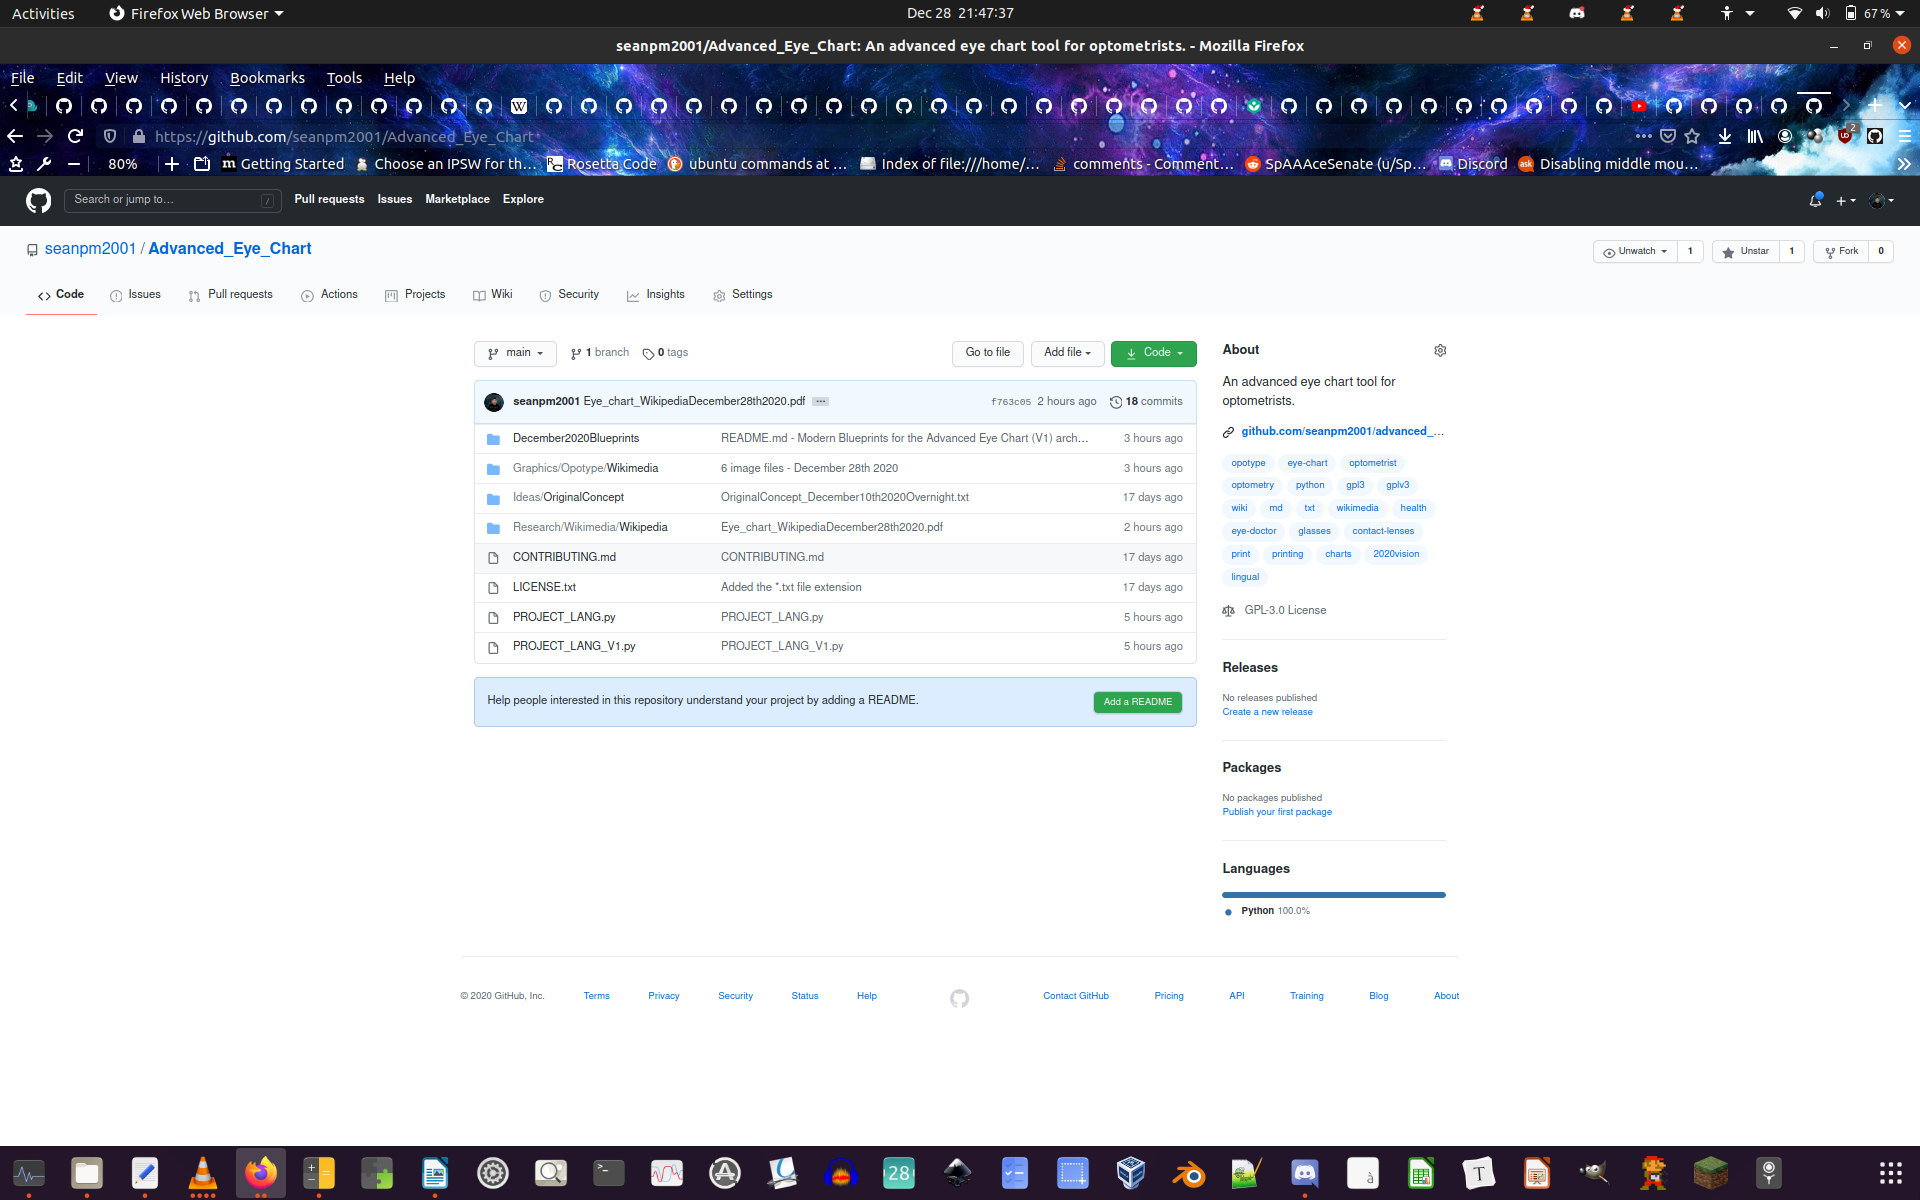 Activities
Firefox Web Browser
Dec 28 21:47:37
67 %
seanpm2001/Advanced_Eye_Chart: An advanced eye chart tool for optometrists. - Mozilla Firefox
File Edit View History Bookmarks Tools Help
https://github.com/seanpm2001/Advanced_Eye_Chart
2
80%
Getting Started
Choose an IPSW for th…
Rosetta Code
ubuntu commands at …
Index of file:///home/…
comments - Comment…
SpAAAceSenate (u/Sp…
Discord
Disabling middle mou…
Search or jump to…
/
Pull requests Issues Marketplace Explore
seanpm2001 / Advanced_Eye_Chart
Unwatch 1
Unstar 1
Fork 0
Code
Issues
Pull requests
Actions
Projects
Wiki
Security
Insights
Settings
main
1 branch
0 tags
Go to file
Add file
Code
seanpm2001 Eye_chart_WikipediaDecember28th2020.pdf
f763c05 2 hours ago
18 commits
December2020Blueprints README.md - Modern Blueprints for the Advanced Eye Chart (V1) arch… 3 hours ago
Graphics/Opotype/Wikimedia 6 image files - December 28th 2020 3 hours ago
Ideas/OriginalConcept OriginalConcept_December10th2020Overnight.txt 17 days ago
Research/Wikimedia/Wikipedia Eye_chart_WikipediaDecember28th2020.pdf 2 hours ago
CONTRIBUTING.md CONTRIBUTING.md 17 days ago
LICENSE.txt Added the *.txt file extension 17 days ago
PROJECT_LANG.py PROJECT_LANG.py 5 hours ago
PROJECT_LANG_V1.py PROJECT_LANG_V1.py 5 hours ago
Help people interested in this repository understand your project by adding a README.
Add a README
About
An advanced eye chart tool for
optometrists.
github.com/seanpm2001/advanced_…
opotype eye-chart optometrist
optometry python gpl3 gplv3
wiki md txt wikimedia health
eye-doctor glasses contact-lenses
print printing charts 2020vision
lingual
GPL-3.0 License
Releases
No releases published
Create a new release
Packages
No packages published
Publish your first package
Languages
Python 100.0%
© 2020 GitHub, Inc. Terms Privacy Security Status Help Contact GitHub Pricing API Training Blog About
28